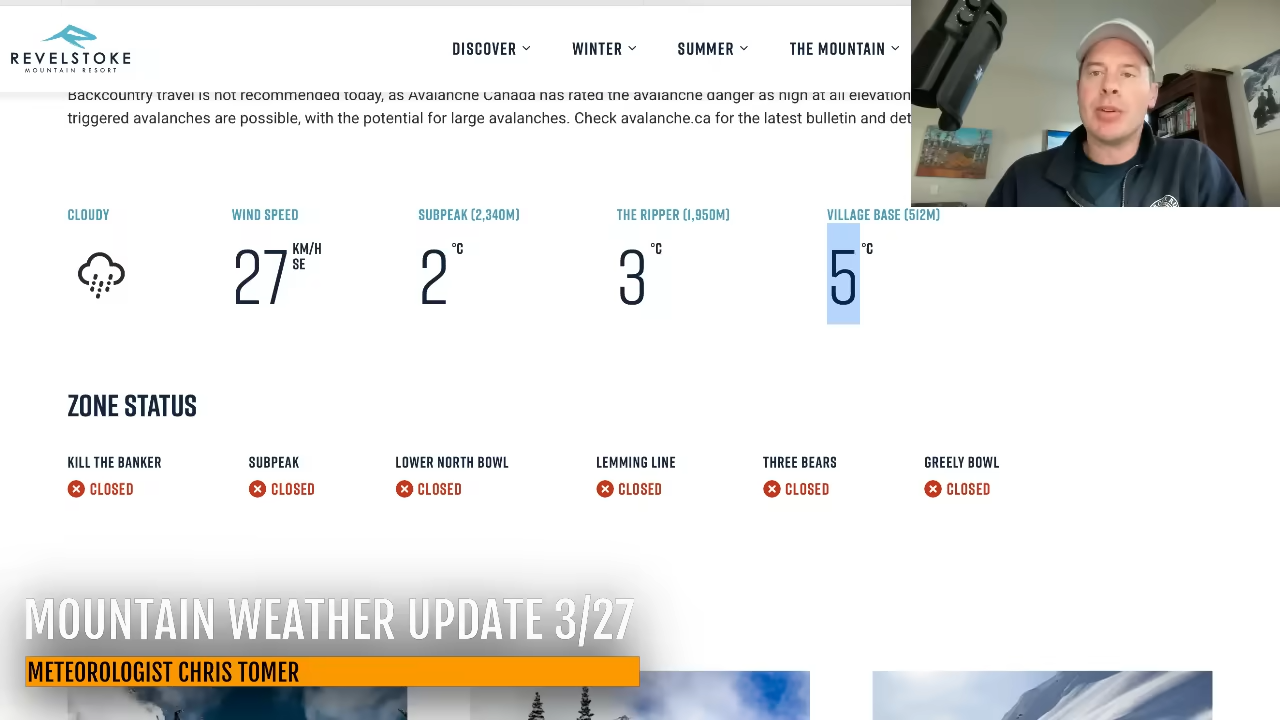 REVELSTOKE
MOUNTAIN RESORT
DISCOVER WINTER SUMMER THE MOUNTAIN
Backcountry travel is not recommended today, as Avalanche Canada has rated the avalanche danger as high at all
triggered avalanches are possible, with the potential for large avalanches. Check avalanche.ca for the latest bulletin and
CLOUDY WIND SPEED SUBPEAK (2,340M) THE RIPPER (1,950M) VILLAGE BASE (512M)
27 KM/H SE 2 °C 3 °C 5 °C
ZONE STATUS
KILL THE BANKER SUBPEAK LOWER NORTH BOWL LEMMING LINE THREE BEARS GREELY BOWL
CLOSED CLOSED CLOSED CLOSED CLOSED CLOSED
MOUNTAIN WEATHER UPDATE 3/27
METEOROLOGIST CHRIS TOMER